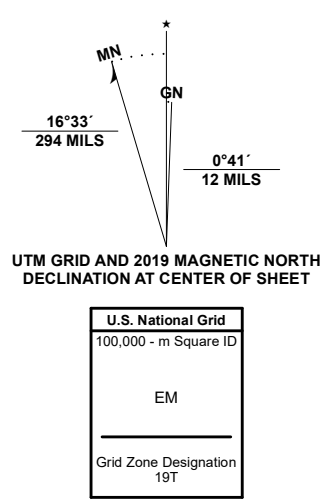 ★
MN
GN
16°33´
294 MILS
0°41´
12 MILS
UTM GRID AND 2019 MAGNETIC NORTH
DECLINATION AT CENTER OF SHEET
U.S. National Grid
100,000 - m Square ID
EM
Grid Zone Designation
19T